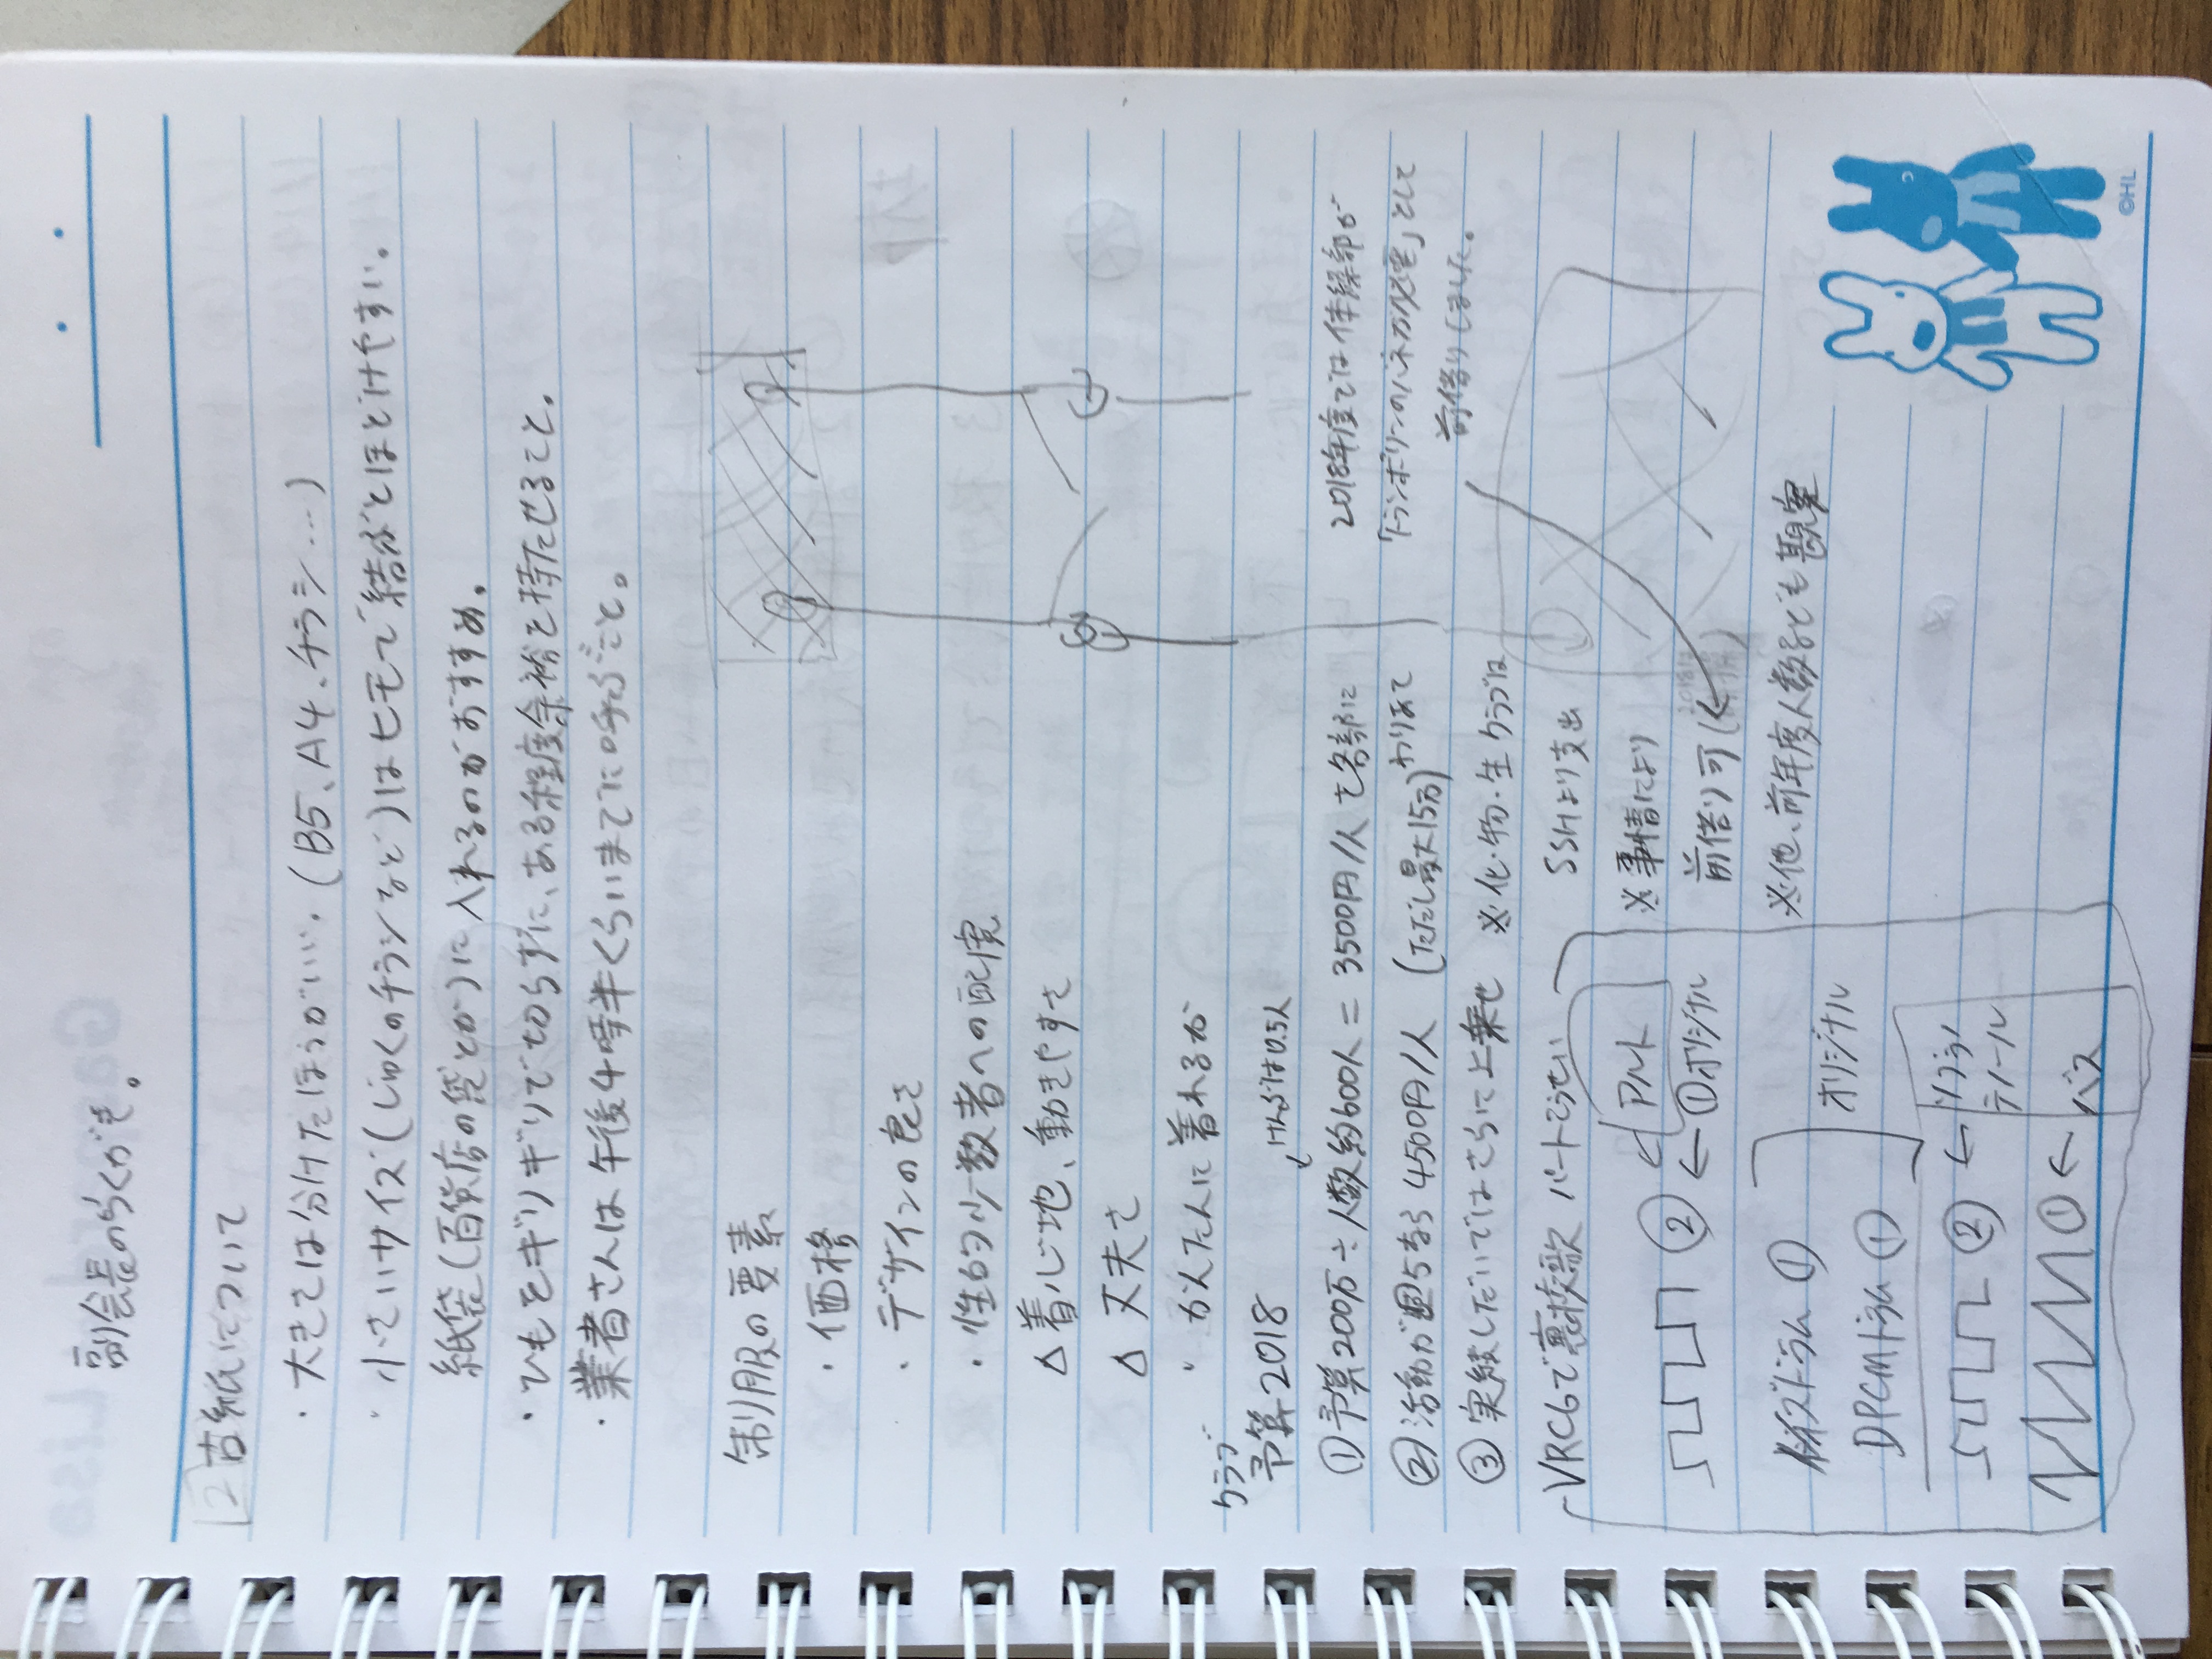 副会長のらくがき。
2 古紙について
・大きさは分けたほうがいい。(B5、A4、チラシ…)
・小さいサイズ(じゅくのチラシなど)はヒモで結ぶとほどけやすい。
紙袋(百貨店の袋とか)に入れるのがおすすめ。
・ひもをギリギリで切らずに、ある程度余裕を持たせること。
・業者さんは午後4時半くらいまでに呼ぶこと。
制服の要素
・価格
・デザインの良さ
・性的少数者への配慮
△着心地、動きやすさ
△丈夫さ
・かんたんに着れるか
クラブ
予算2018
↓けんぶは0.5人
①予算200万÷人数約600人=3500円/人を各部に
わりあて
②活動が週5なら4500円/人 (ただし最大15万)
③実績しだいではさらに上乗せ
※化・物・生クラブは
SSHより支出
※事情により
前借り可(←)
※他、前年度人数なども勘案
2018年度では体操部が
「トランポリンのバネが必要」として
前借りしました。
VRC6で裏校歌 パートこうせい
② ← アルト
← ①オリジナル
ノイズドラム ①
DPCMドラム ①
オリジナル
② ← ソプラノ
テノール
① ← バス
©HL